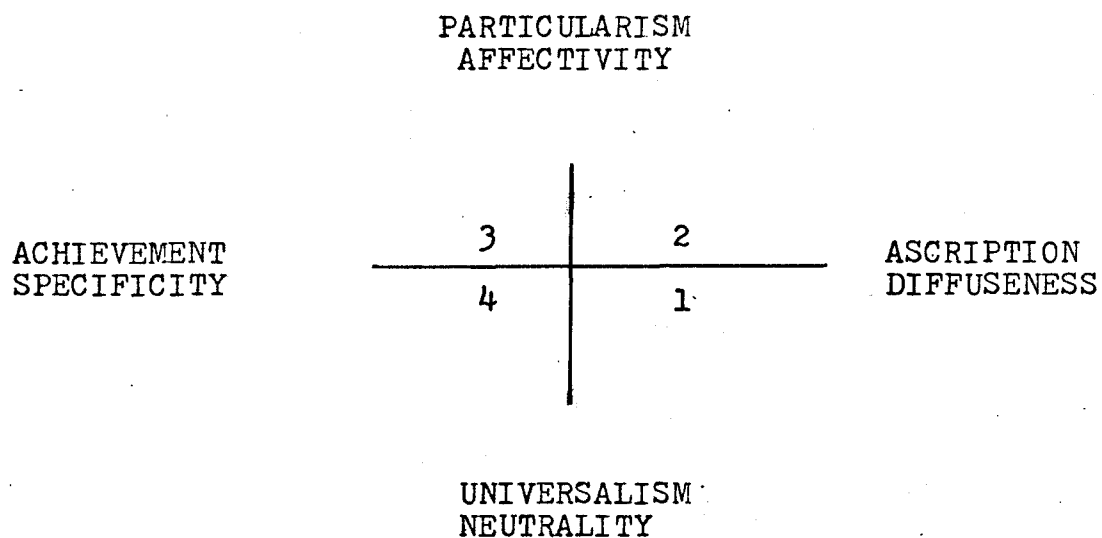 PARTICULARISM
AFFECTIVITY
3 2
ACHIEVEMENT
SPECIFICITY
ASCRIPTION
DIFFUSENESS
4 1
UNIVERSALISM
NEUTRALITY